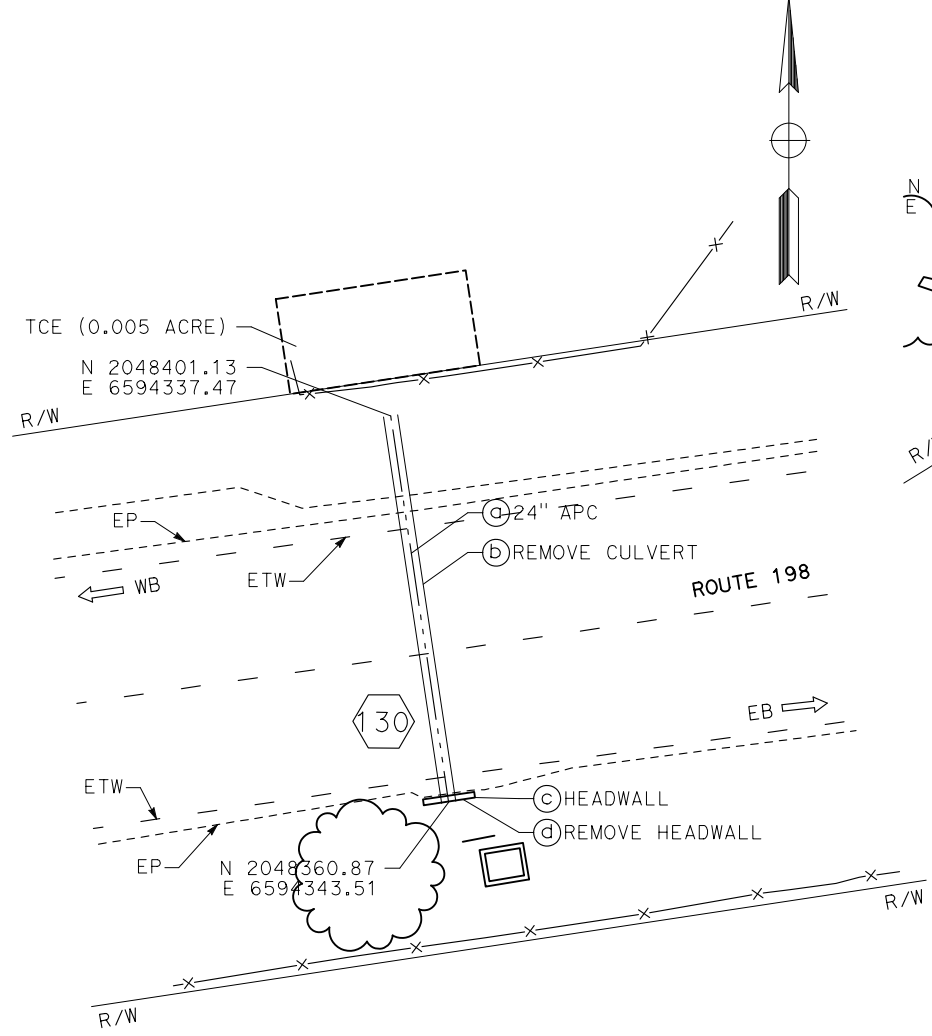 N
E
R/W
TCE (0.005 ACRE)
N 2048401.13
E 6594337.47
R/W
R/
EP
ⓐ 24" APC
ETW
ⓑ REMOVE CULVERT
WB
ROUTE 198
130
EB
ETW
ⓒ HEADWALL
ⓓ REMOVE HEADWALL
EP
N 2048360.87
E 6594343.51
R/W
R/W